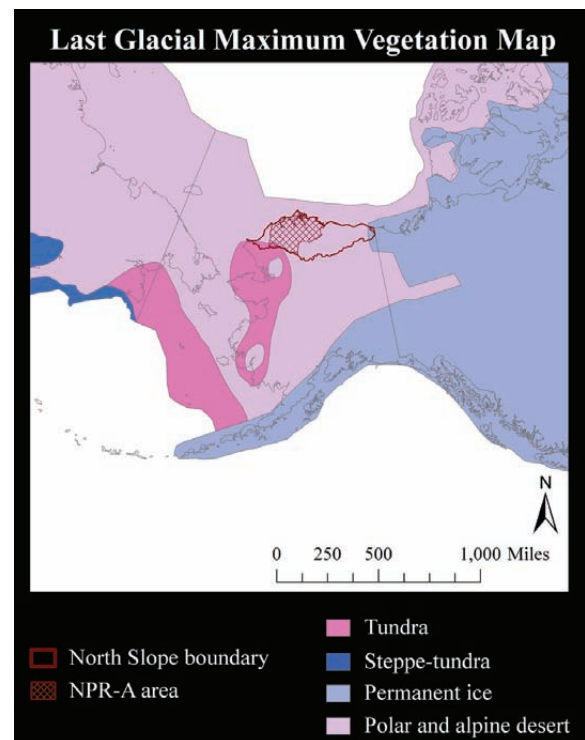 Last Glacial Maximum Vegetation Map
N
0 250 500 1,000 Miles
North Slope boundary
NPR-A area
Tundra
Steppe-tundra
Permanent ice
Polar and alpine desert